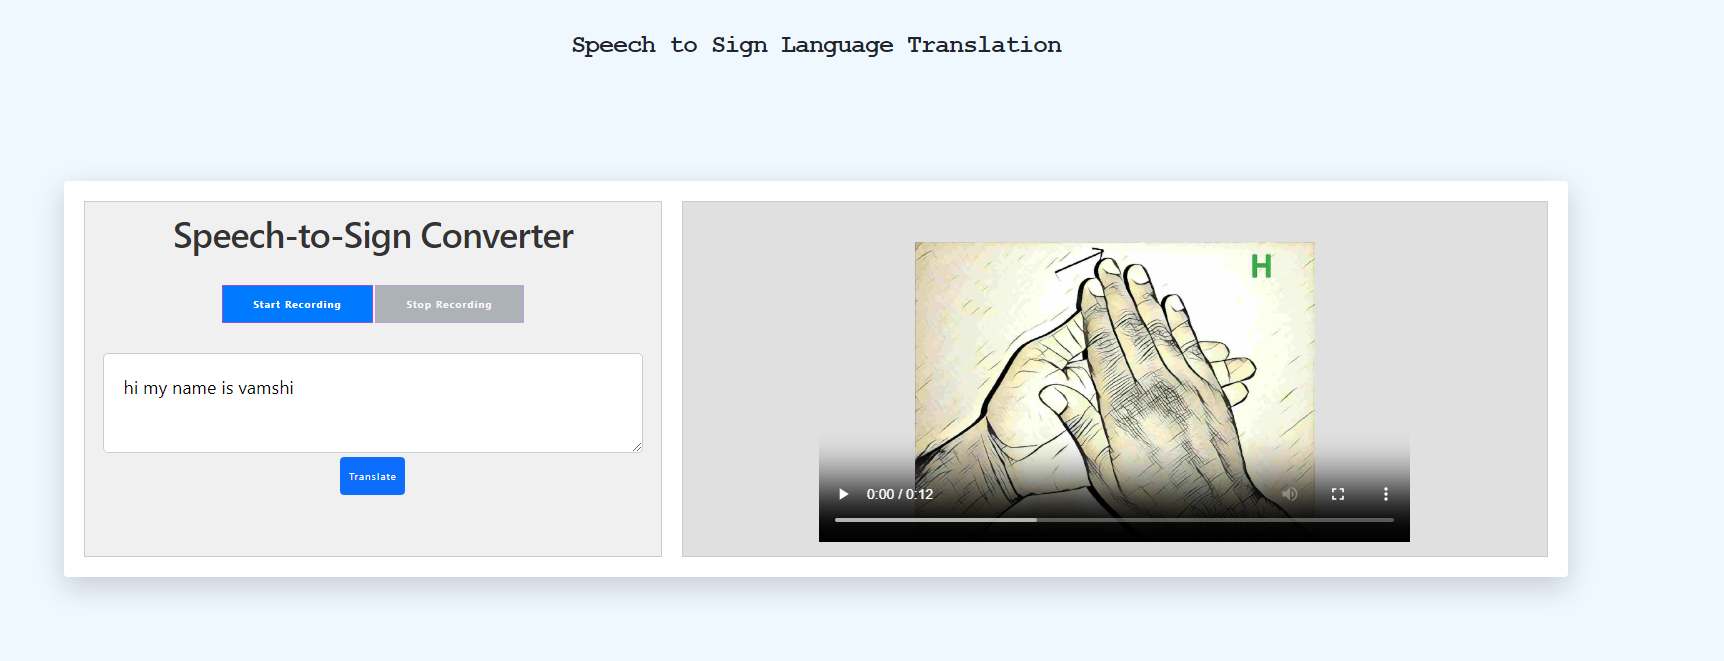 Speech to Sign Language Translation
Speech-to-Sign Converter
Start Recording
Stop Recording
hi my name is vamshi
Translate
H
0:00 / 0:12